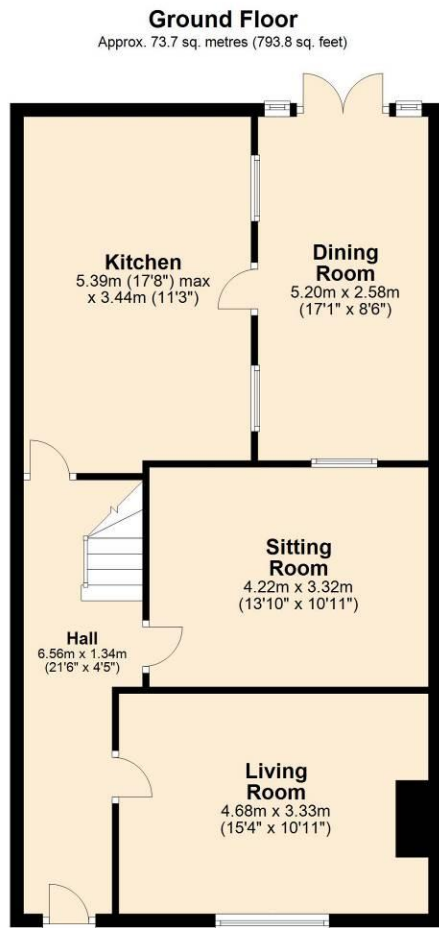 Ground Floor
Approx. 73.7 sq. metres (793.8 sq. feet)
Kitchen
5.39m (17'8") max
x 3.44m (11'3")
Dining
Room
5.20m x 2.58m
(17'1" x 8'6")
Sitting
Room
4.22m x 3.32m
(13'10" x 10'11")
Hall
6.56m x 1.34m
(21'6" x 4'5")
Living
Room
4.68m x 3.33m
(15'4" x 10'11")